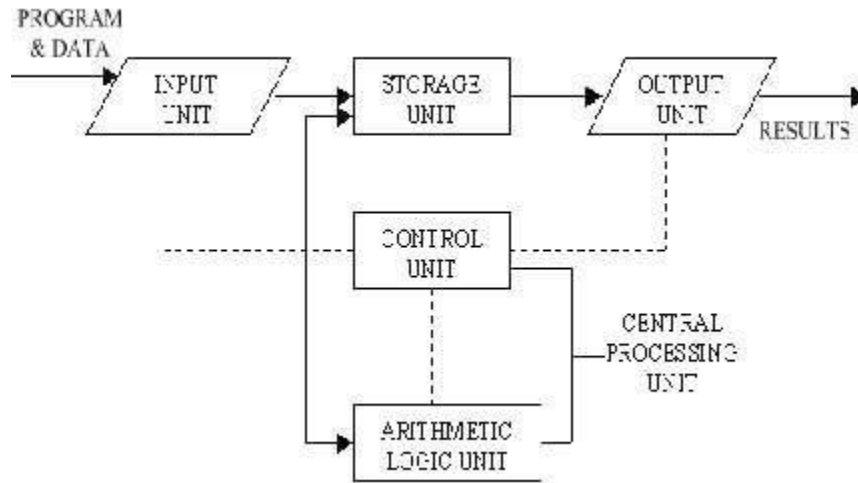 PROGRAM
& DATA
INPUT
UNIT
STORAGE
UNIT
OUTPUT
UNIT
RESULTS
CONTROL
UNIT
CENTRAL
PROCESSING
UNIT
ARITHMETIC
LOGIC UNIT